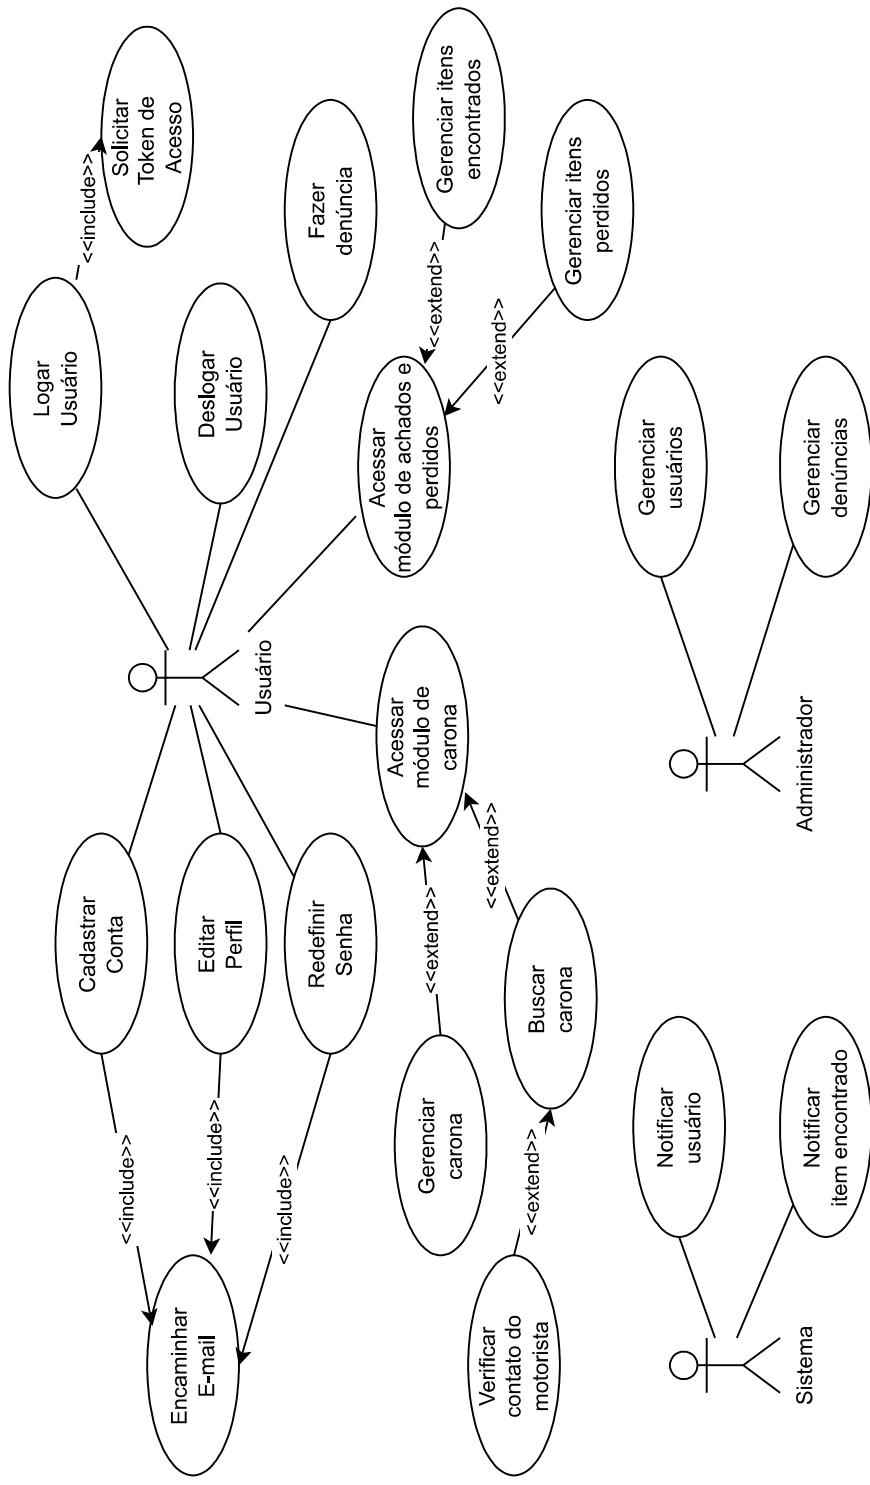 Encaminhar
E-mail
<<include>>
<<include>>
<<include>>
Cadastrar
Conta
Editar
Perfil
Redefinir
Senha
Usuário
Logar
Usuário
<<include>>
Solicitar
Token de
Acesso
Deslogar
Usuário
Fazer
denúncia
Acessar
módulo de achados e
perdidos
<<extend>>
<<extend>>
Gerenciar itens
encontrados
Gerenciar itens
perdidos
Acessar
módulo de
carona
<<extend>>
<<extend>>
Gerenciar
carona
Buscar
carona
<<extend>>
Verificar
contato do
motorista
Sistema
Notificar
usuário
Notificar
item encontrado
Administrador
Gerenciar
usuários
Gerenciar
denúncias